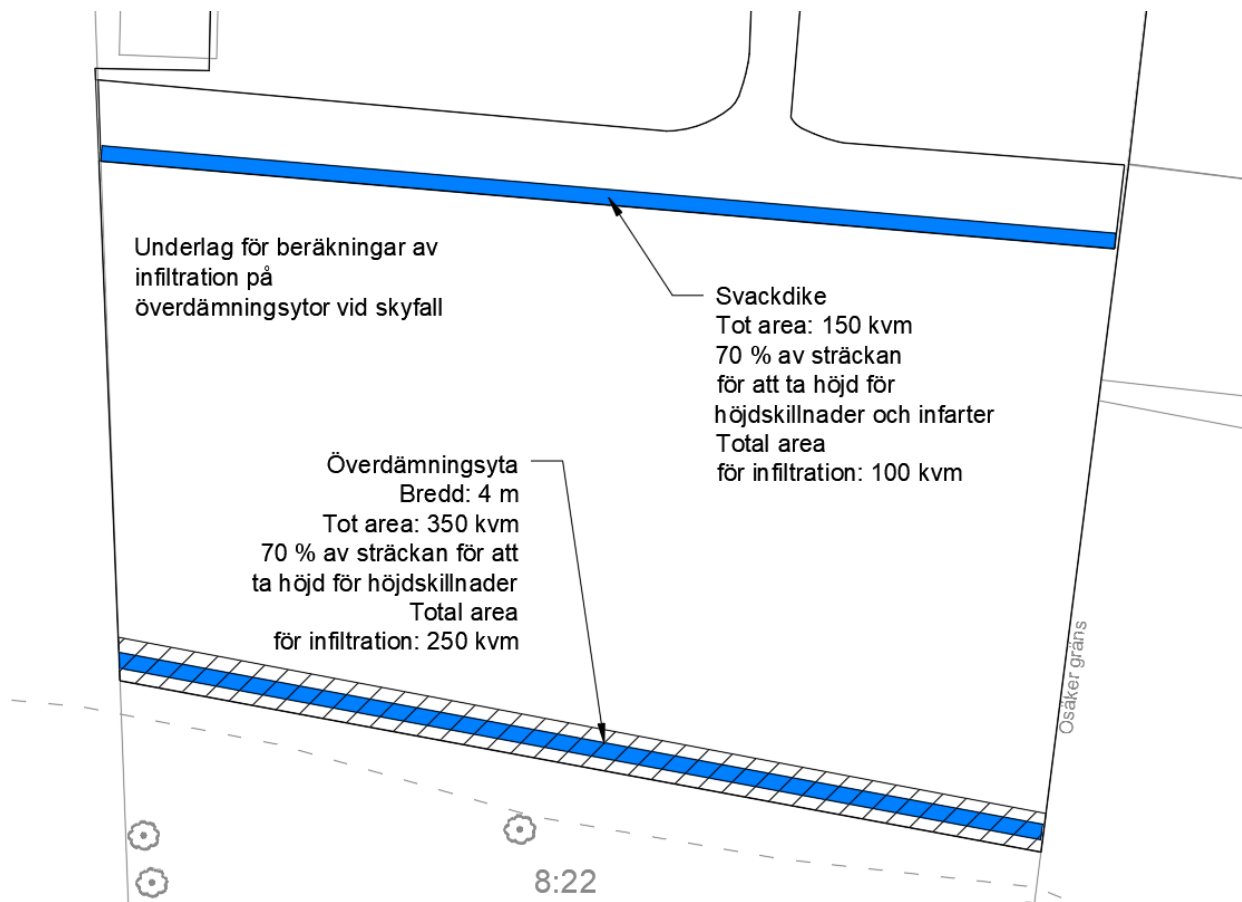 Underlag för beräkningar av
infiltration på
överdämningsytor vid skyfall
Svackdike
Tot area: 150 kvm
70 % av sträckan
för att ta höjd för
höjdskillnader och infarter
Total area
för infiltration: 100 kvm
Överdämningsyta
Bredd: 4 m
Tot area: 350 kvm
70 % av sträckan för att
ta höjd för höjdskillnader
Total area
för infiltration: 250 kvm
Osäker gräns
8:22